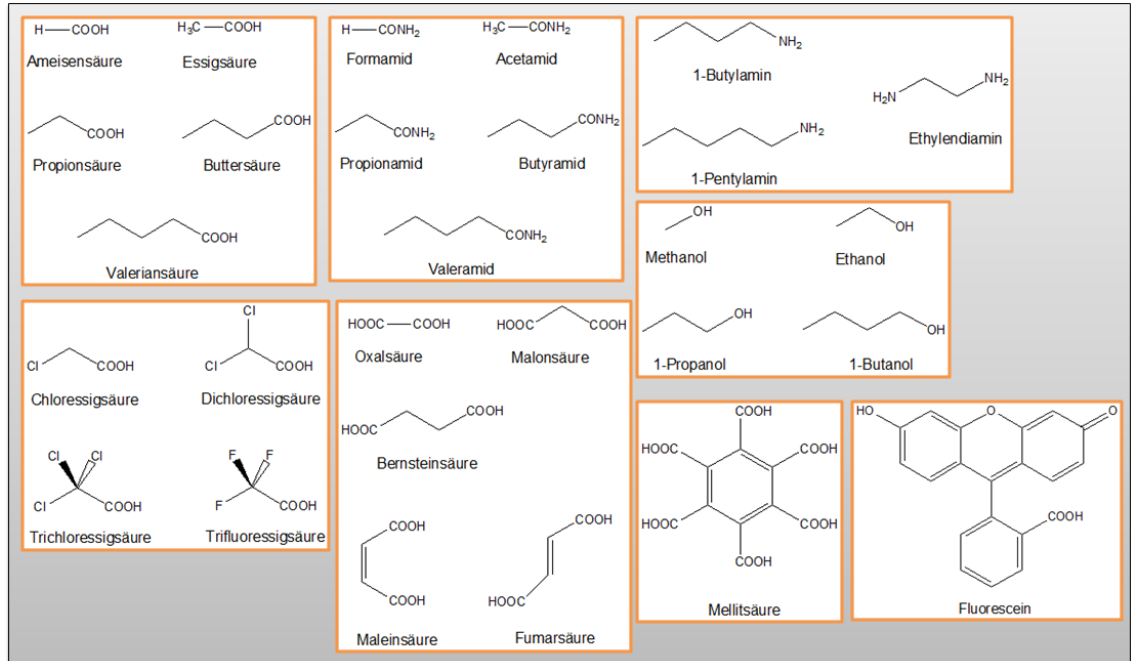 H—COOH
H₃C—COOH
Ameisensäure
Essigsäure
COOH
COOH
Propionsäure
Buttersäure
COOH
Valeriansäure
H—CONH₂
H₃C—CONH₂
Formamid
Acetamid
CONH₂
CONH₂
Propionamid
Butyramid
CONH₂
Valeramid
NH₂
1-Butylamin
H₂N
NH₂
Ethylendiamin
NH₂
1-Pentylamin
OH
OH
Methanol
Ethanol
OH
OH
1-Propanol
1-Butanol
Cl
COOH
Chloressigsäure
Cl
Cl
COOH
Dichloressigsäure
Cl
Cl
Cl
COOH
Trichloressigsäure
F
F
F
COOH
Trifluoressigsäure
HOOC—COOH
HOOC
COOH
Oxalsäure
Malonsäure
HOOC
COOH
Bernsteinsäure
COOH
COOH
Maleinsäure
COOH
HOOC
Fumarsäure
COOH
HOOC
COOH
HOOC
COOH
COOH
Mellitsäure
HO
O
O
COOH
Fluorescein